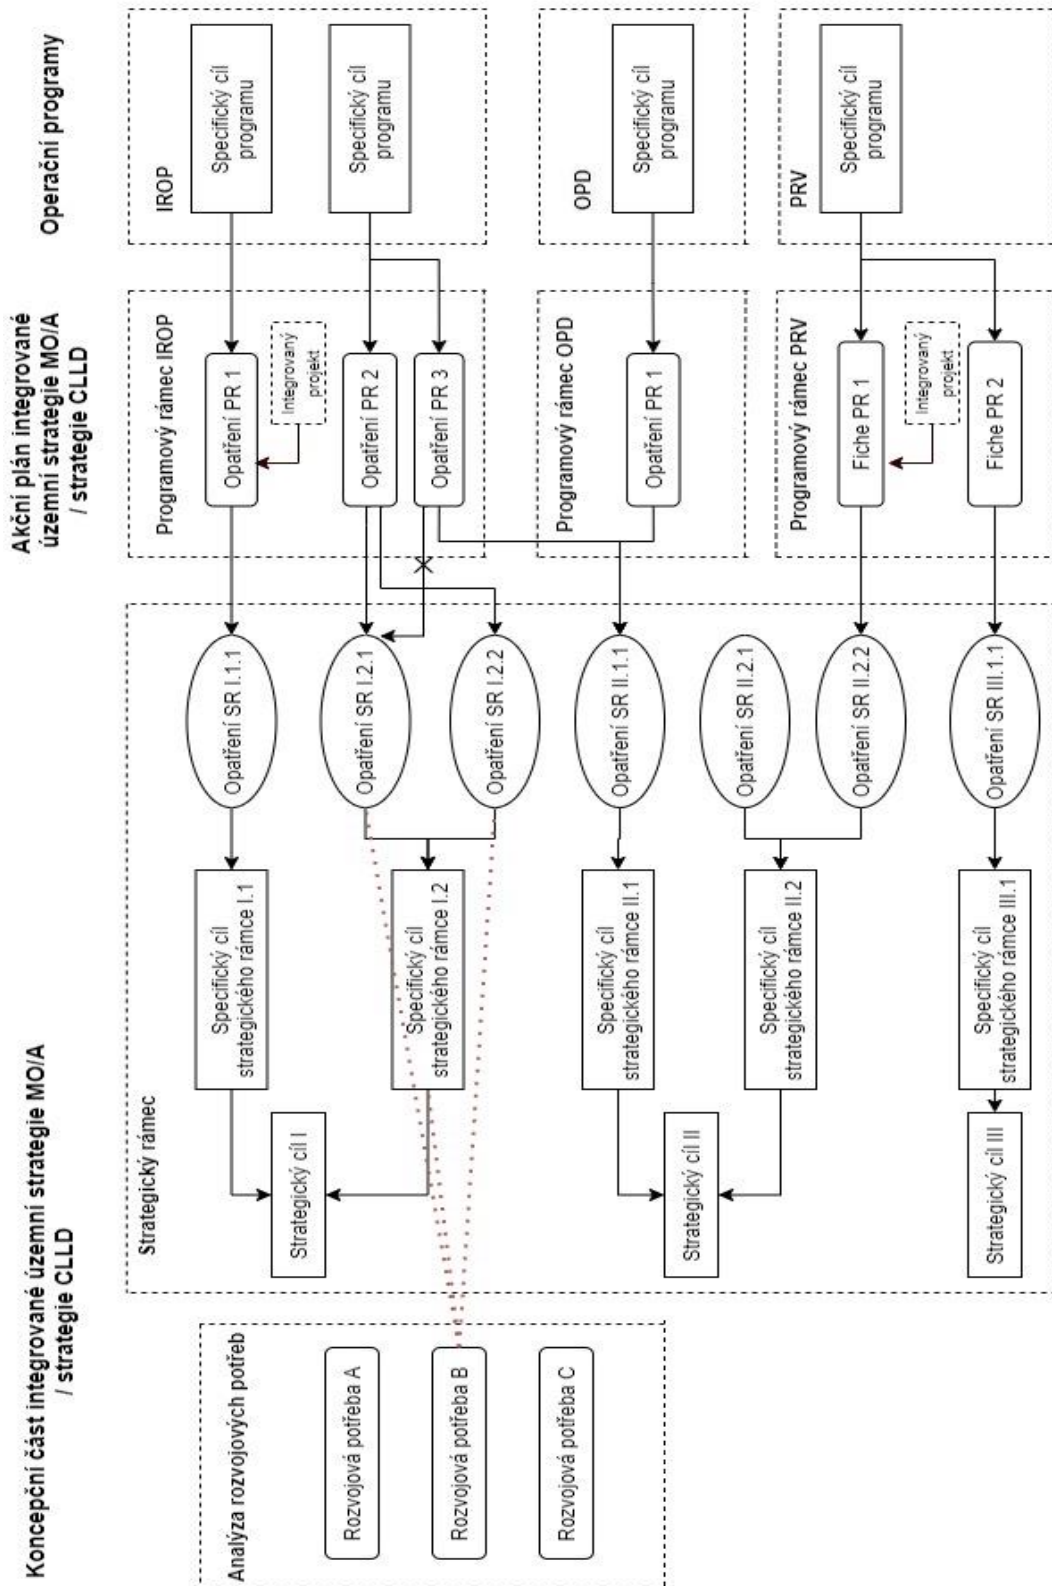 Koncepční část integrované územní strategie MO/A
/ strategie CLLD
Akční plán integrované
územní strategie MO/A
/ strategie CLLD
Operační programy
Analýza rozvojových potřeb
Rozvojová potřeba A
Rozvojová potřeba B
Rozvojová potřeba C
Strategický rámec
Strategický cíl I
Strategický cíl II
Strategický cíl III
Specifický cíl
strategického rámce I.1
Specifický cíl
strategického rámce I.2
Specifický cíl
strategického rámce II.1
Specifický cíl
strategického rámce II.2
Specifický cíl
strategického rámce III.1
Opatření SR I.1.1
Opatření SR I.2.1
Opatření SR I.2.2
Opatření SR II.1.1
Opatření SR II.2.1
Opatření SR II.2.2
Opatření SR III.1.1
Programový rámec IROP
Opatření PR 1
Integrovaný
projekt
Opatření PR 2
Opatření PR 3
Programový rámec OPD
Opatření PR 1
Programový rámec PRV
Fiche PR 1
Integrovaný
projekt
Fiche PR 2
IROP
Specifický cíl
programu
Specifický cíl
programu
OPD
Specifický cíl
programu
PRV
Specifický cíl
programu